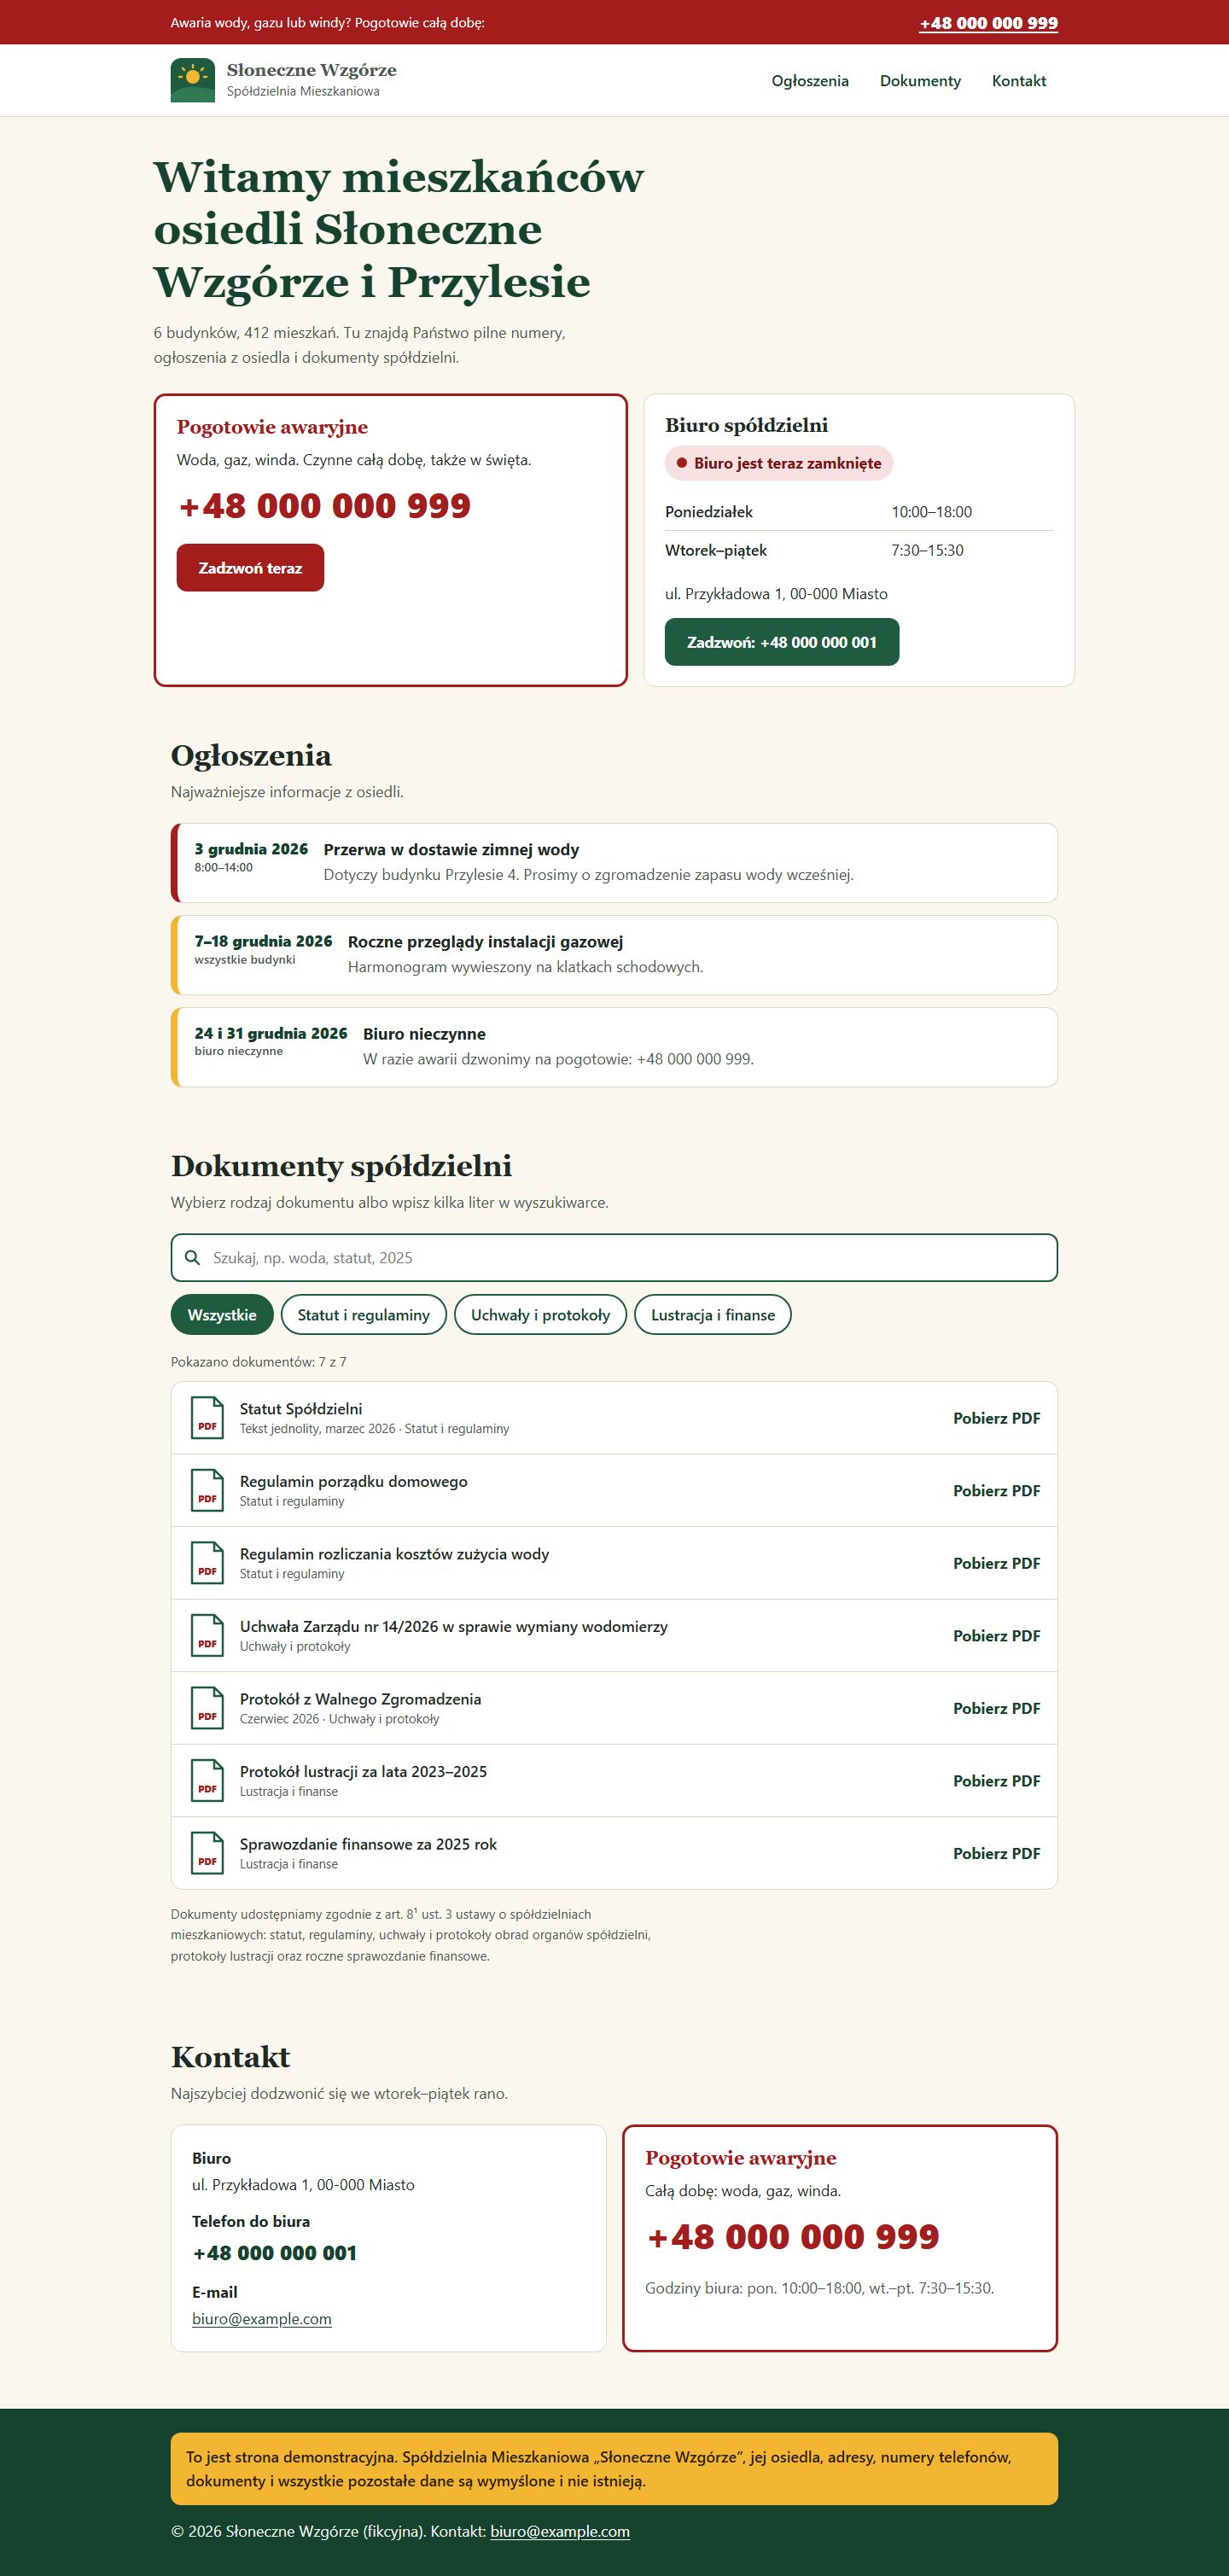 Awaria wody, gazu lub windy? Pogotowie całą dobę:
+48 000 000 999
Słoneczne Wzgórze
Spółdzielnia Mieszkaniowa
Ogłoszenia
Dokumenty
Kontakt
Witamy mieszkańców
osiedli Słoneczne
Wzgórze i Przylesie
6 budynków, 412 mieszkań. Tu znajdą Państwo pilne numery,
ogłoszenia z osiedla i dokumenty spółdzielni.
Pogotowie awaryjne
Woda, gaz, winda. Czynne całą dobę, także w święta.
+48 000 000 999
Zadzwoń teraz
Biuro spółdzielni
Biuro jest teraz zamknięte
Poniedziałek 10:00–18:00
Wtorek–piątek 7:30–15:30
ul. Przykładowa 1, 00-000 Miasto
Zadzwoń: +48 000 000 001
Ogłoszenia
Najważniejsze informacje z osiedli.
3 grudnia 2026
8:00–14:00
Przerwa w dostawie zimnej wody
Dotyczy budynku Przylesie 4. Prosimy o zgromadzenie zapasu wody wcześniej.
7–18 grudnia 2026
wszystkie budynki
Roczne przeglądy instalacji gazowej
Harmonogram wywieszony na klatkach schodowych.
24 i 31 grudnia 2026
biuro nieczynne
Biuro nieczynne
W razie awarii dzwonimy na pogotowie: +48 000 000 999.
Dokumenty spółdzielni
Wybierz rodzaj dokumentu albo wpisz kilka liter w wyszukiwarce.
Szukaj, np. woda, statut, 2025
Wszystkie
Statut i regulaminy
Uchwały i protokoły
Lustracja i finanse
Pokazano dokumentów: 7 z 7
PDF
Statut Spółdzielni
Tekst jednolity, marzec 2026 · Statut i regulaminy
Pobierz PDF
PDF
Regulamin porządku domowego
Statut i regulaminy
Pobierz PDF
PDF
Regulamin rozliczania kosztów zużycia wody
Statut i regulaminy
Pobierz PDF
PDF
Uchwała Zarządu nr 14/2026 w sprawie wymiany wodomierzy
Uchwały i protokoły
Pobierz PDF
PDF
Protokół z Walnego Zgromadzenia
Czerwiec 2026 · Uchwały i protokoły
Pobierz PDF
PDF
Protokół lustracji za lata 2023–2025
Lustracja i finanse
Pobierz PDF
PDF
Sprawozdanie finansowe za 2025 rok
Lustracja i finanse
Pobierz PDF
Dokumenty udostępniamy zgodnie z art. 8¹ ust. 3 ustawy o spółdzielniach
mieszkaniowych: statut, regulaminy, uchwały i protokoły obrad organów spółdzielni,
protokoły lustracji oraz roczne sprawozdanie finansowe.
Kontakt
Najszybciej dodzwonić się we wtorek–piątek rano.
Biuro
ul. Przykładowa 1, 00-000 Miasto
Telefon do biura
+48 000 000 001
E-mail
biuro@example.com
Pogotowie awaryjne
Całą dobę: woda, gaz, winda.
+48 000 000 999
Godziny biura: pon. 10:00–18:00, wt.–pt. 7:30–15:30.
To jest strona demonstracyjna. Spółdzielnia Mieszkaniowa „Słoneczne Wzgórze”, jej osiedla, adresy, numery telefonów,
dokumenty i wszystkie pozostałe dane są wymyślone i nie istnieją.
© 2026 Słoneczne Wzgórze (fikcyjna). Kontakt: biuro@example.com